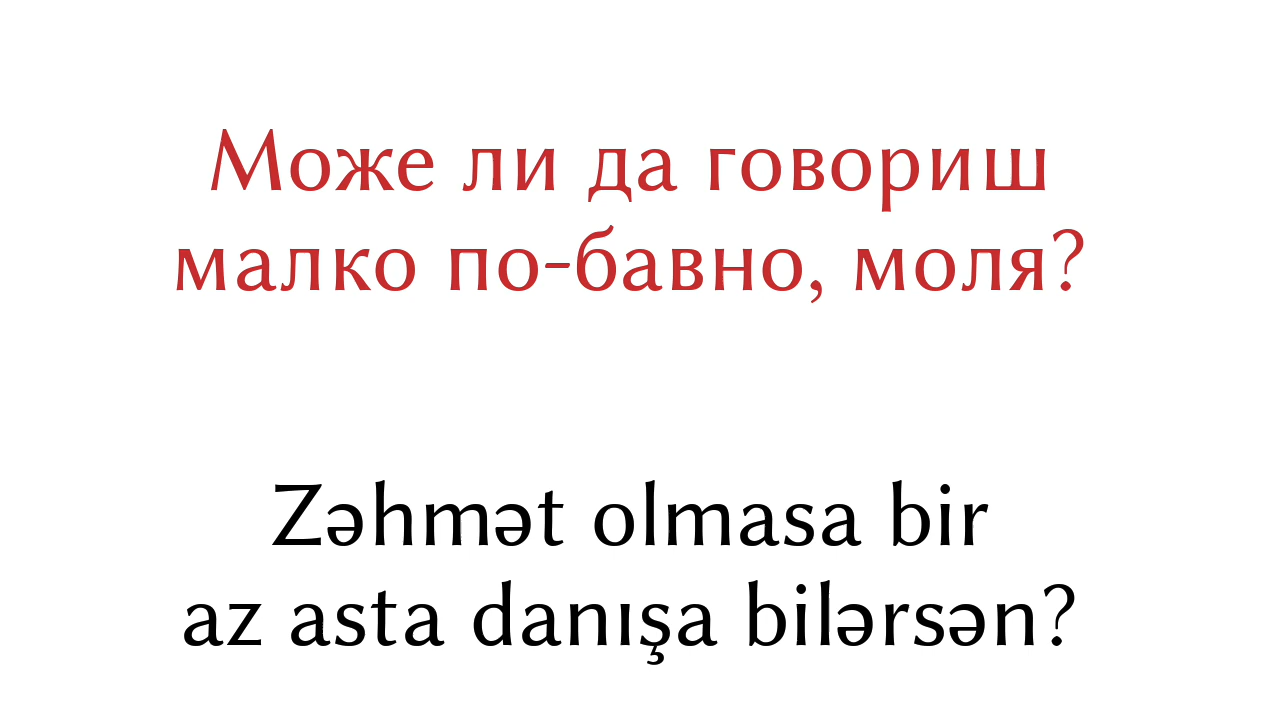 Може ли да говориш
малко по-бавно, моля?
Zəhmət olmasa bir
az asta danışa bilərsən?